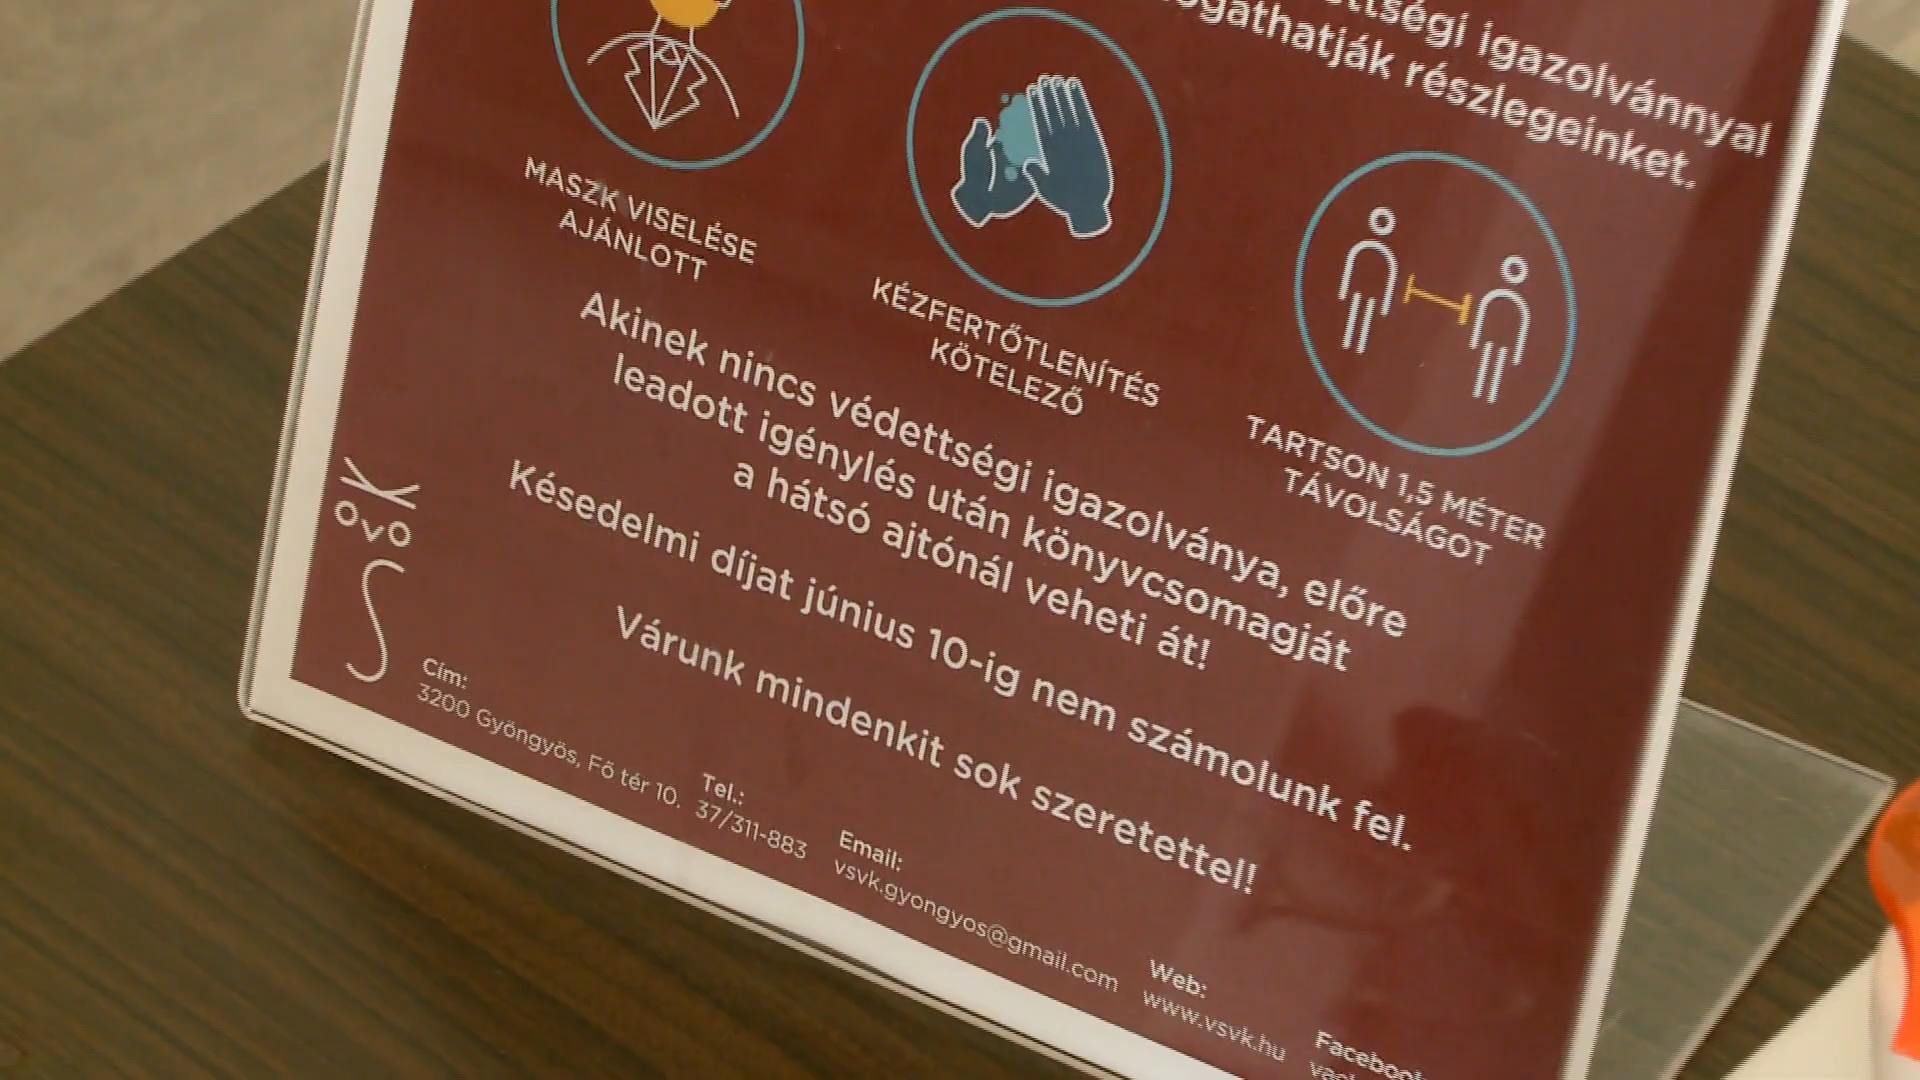 igazolvánnyal
részlegeinket.
MASZK VISELÉSE
AJÁNLOTT
KÉZFERTŐTLENÍTÉS
KÖTELEZŐ
TARTSON 1,5 MÉTER
TÁVOLSÁGOT
Akinek nincs védettségi igazolványa, előre
leadott igénylés után könyvcsomagját
a hátsó ajtónál veheti át!
Késedelmi díjat június 10-ig nem számolunk fel.
Várunk mindenkit sok szeretettel!
Cím:
3200 Gyöngyös, Fő tér 10.
Tel.:
37/311-883
Email:
vsvk.gyongyos@gmail.com
Web:
www.vsvk.hu
Facebook: